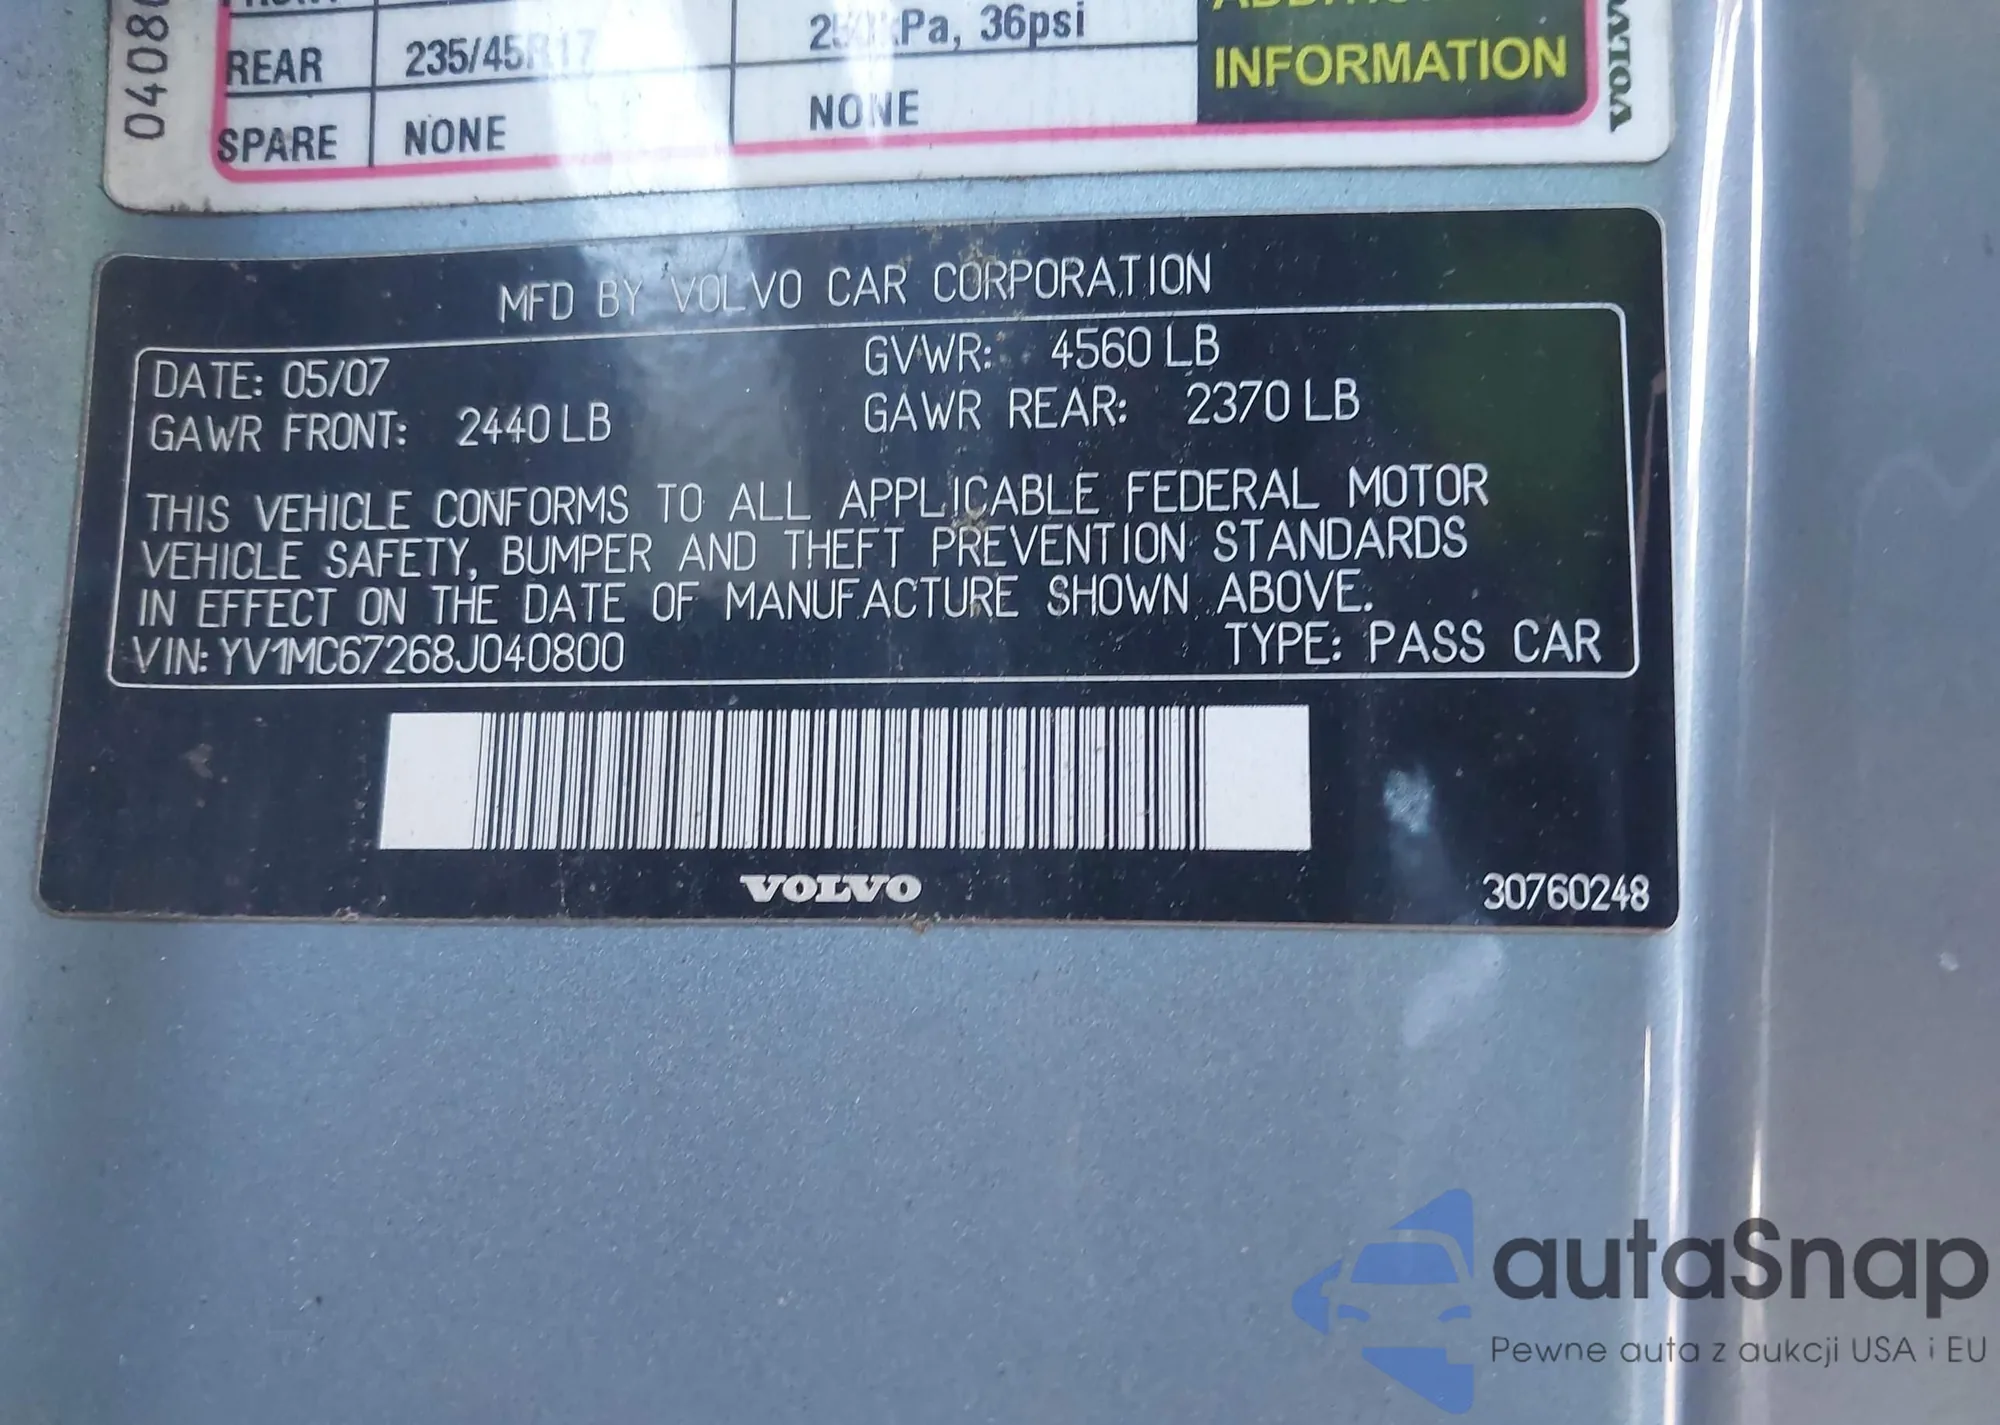 REAR 235/45R17 kPa, 36psi
SPARE NONE NONE
INFORMATION
VOLVO
MFD BY VOLVO CAR CORPORATION
DATE: 05/07 GVWR: 4560 LB
GAWR FRONT: 2440 LB GAWR REAR: 2370 LB
THIS VEHICLE CONFORMS TO ALL APPLICABLE FEDERAL MOTOR
VEHICLE SAFETY, BUMPER AND THEFT PREVENTION STANDARDS
IN EFFECT ON THE DATE OF MANUFACTURE SHOWN ABOVE.
VIN: YV1MC67268J040800 TYPE: PASS CAR
VOLVO
30760248
autaSnap
Pewne auta z aukcji USA i EU